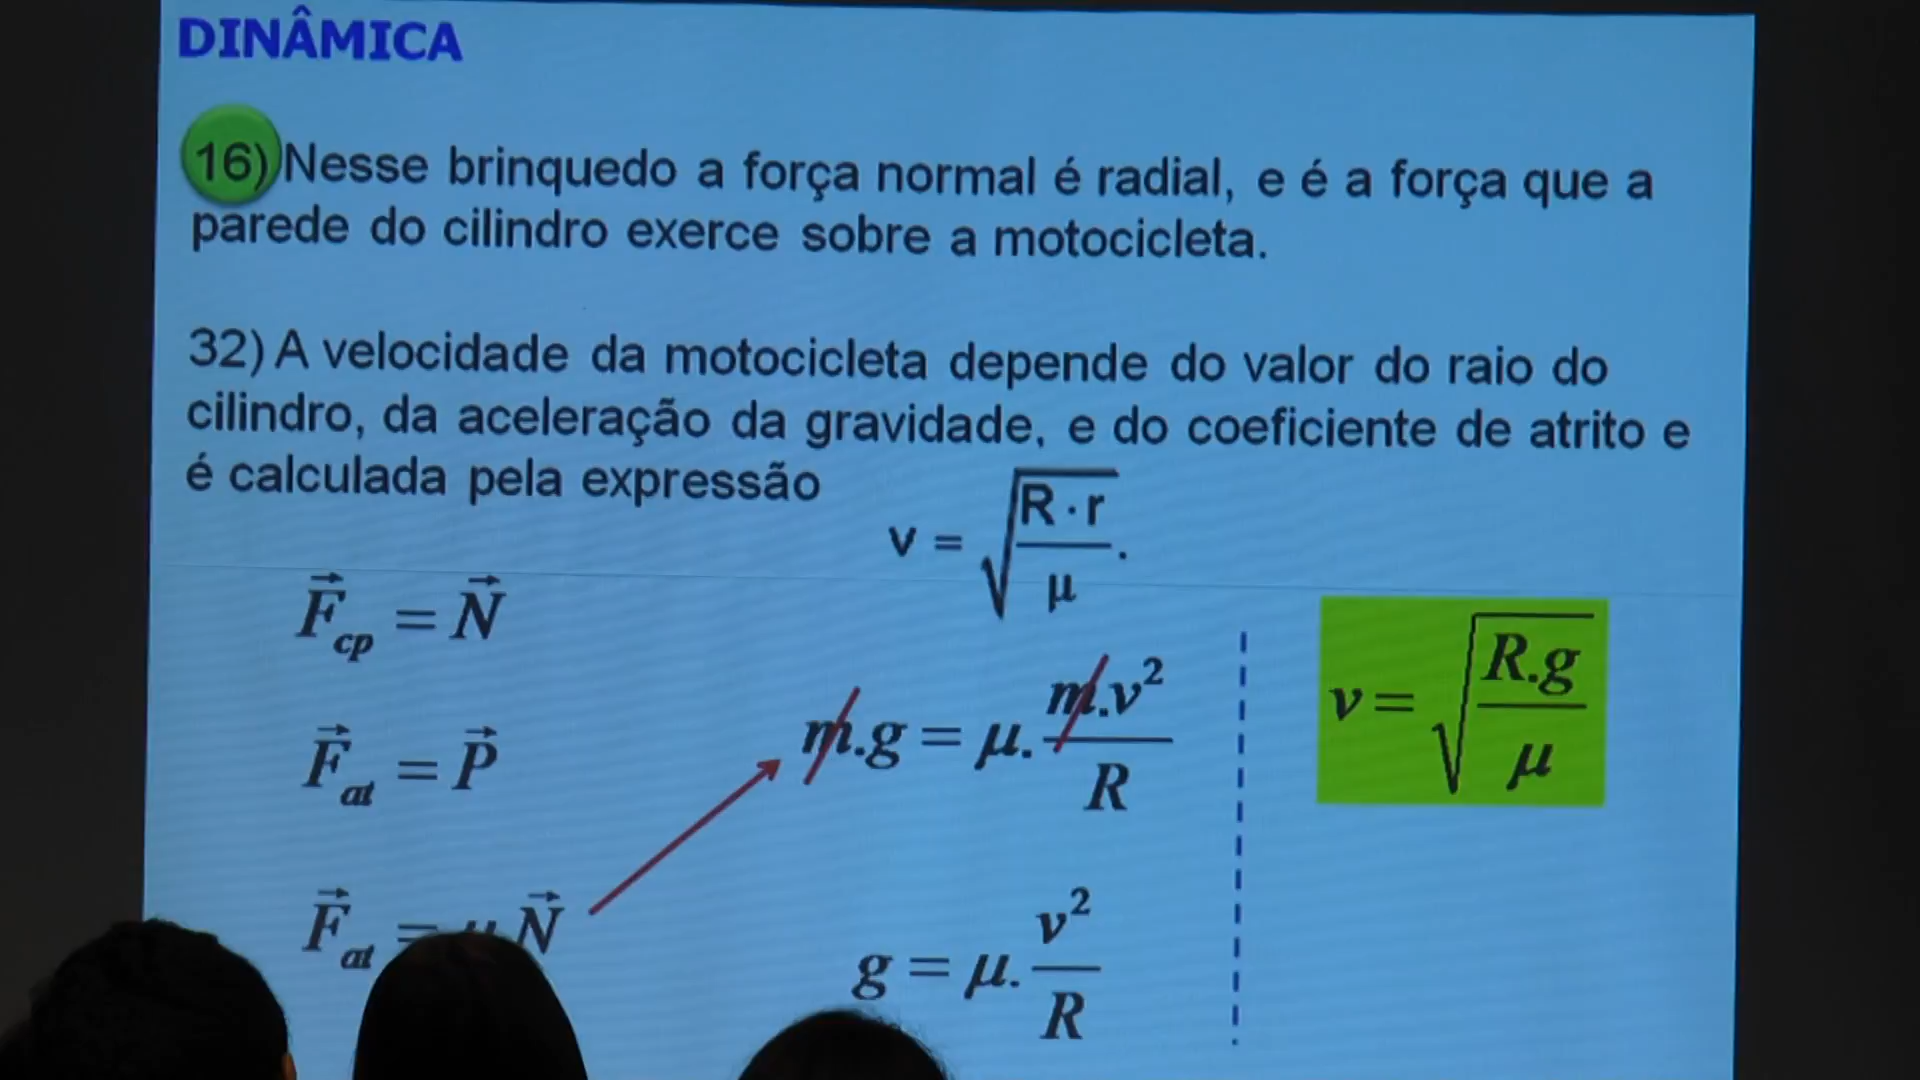 DINÂMICA
16) Nesse brinquedo a força normal é radial, e é a força que a
parede do cilindro exerce sobre a motocicleta.
32) A velocidade da motocicleta depende do valor do raio do
cilindro, da aceleração da gravidade, e do coeficiente de atrito e
é calculada pela expressão
v = √(R · r / μ).
F⃗cp = N⃗
F⃗at = P⃗
F⃗at = μ N⃗
m.g = μ. m.v² / R
g = μ. v² / R
v = √(R.g / μ)